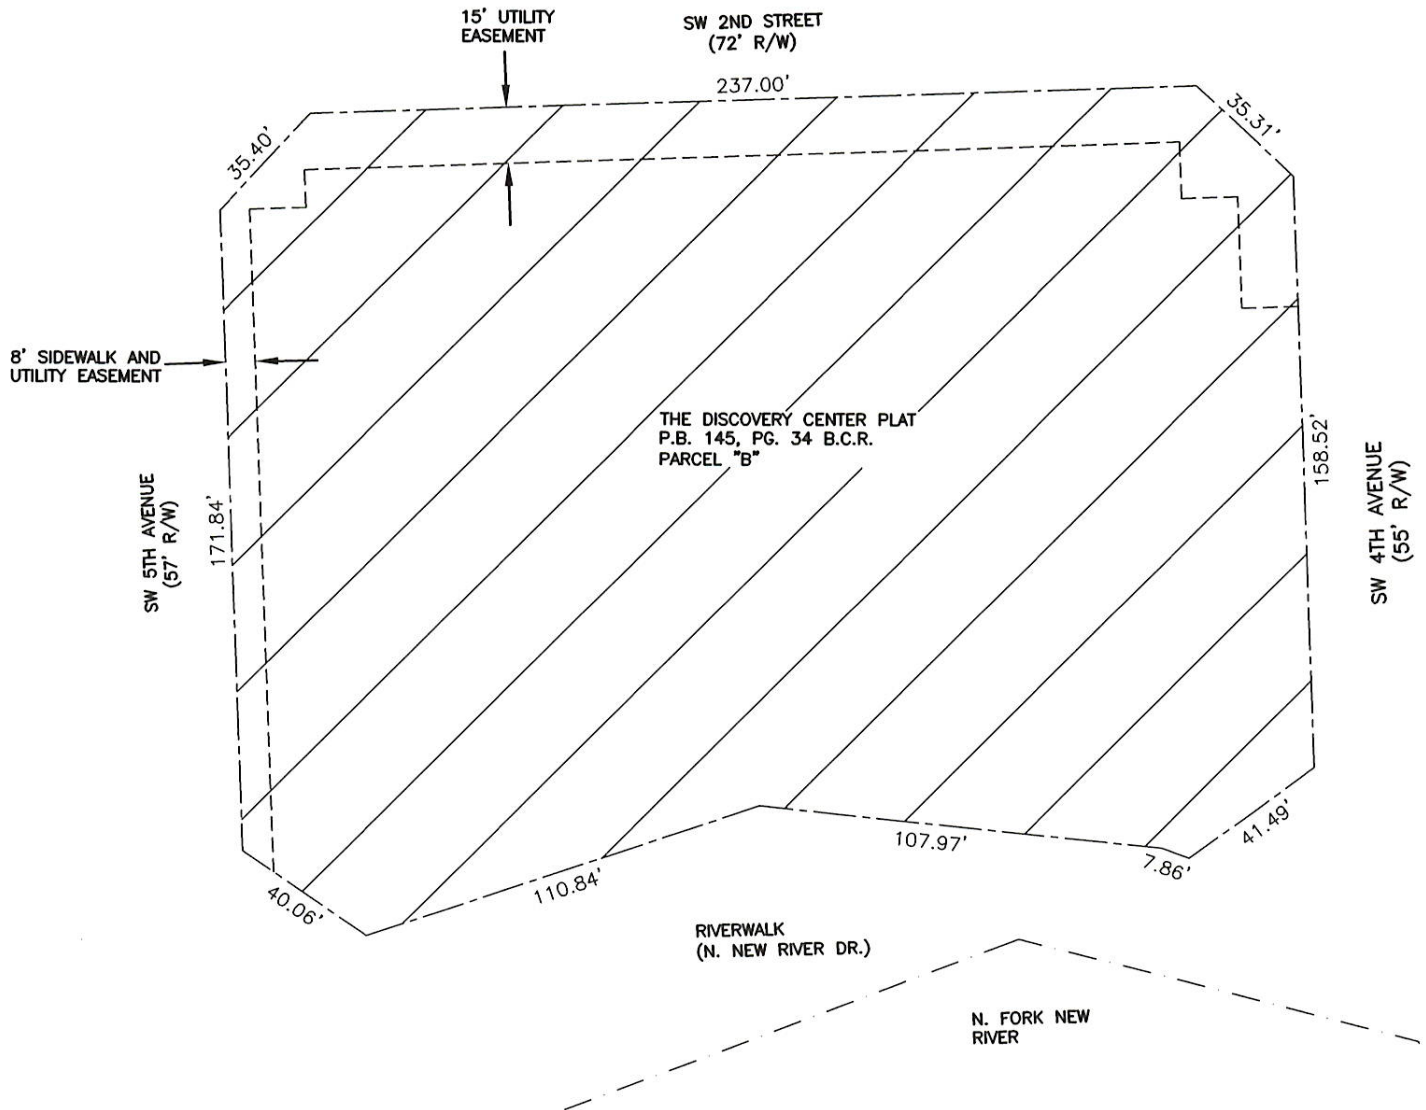 15' UTILITY
EASEMENT
SW 2ND STREET
(72' R/W)
237.00'
35.40'
35.31'
8' SIDEWALK AND
UTILITY EASEMENT
THE DISCOVERY CENTER PLAT
P.B. 145, PG. 34 B.C.R.
PARCEL "B"
SW 5TH AVENUE
(57' R/W)
171.84'
158.52'
SW 4TH AVENUE
(55' R/W)
40.06'
110.84'
107.97'
7.86'
41.49'
RIVERWALK
(N. NEW RIVER DR.)
N. FORK NEW
RIVER